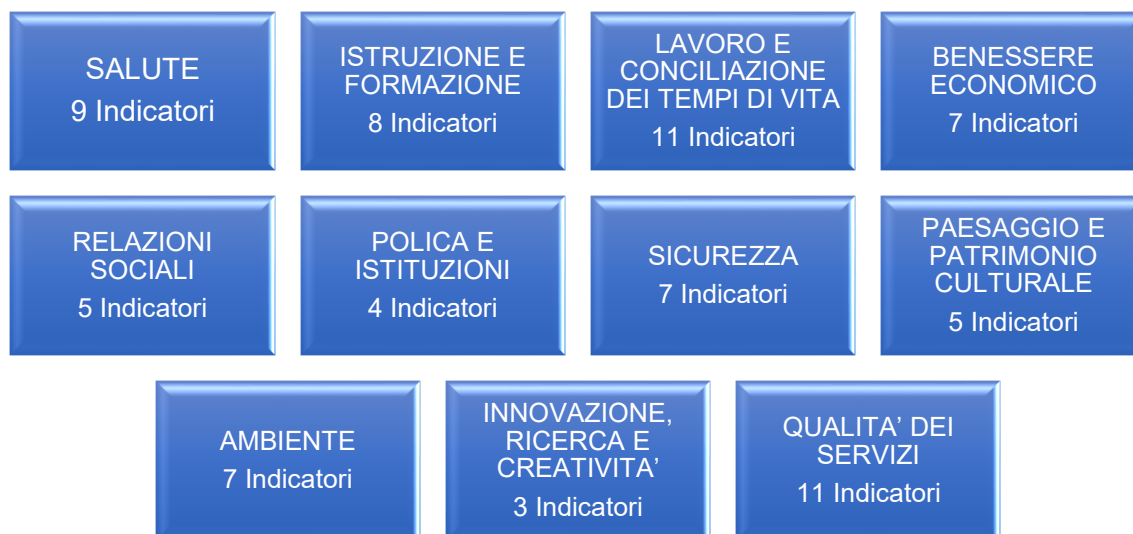 SALUTE
9 Indicatori
ISTRUZIONE E
FORMAZIONE
8 Indicatori
LAVORO E
CONCILIAZIONE
DEI TEMPI DI VITA
11 Indicatori
BENESSERE
ECONOMICO
7 Indicatori
RELAZIONI
SOCIALI
5 Indicatori
POLICA E
ISTITUZIONI
4 Indicatori
SICUREZZA
7 Indicatori
PAESAGGIO E
PATRIMONIO
CULTURALE
5 Indicatori
AMBIENTE
7 Indicatori
INNOVAZIONE,
RICERCA E
CREATIVITA’
3 Indicatori
QUALITA’ DEI
SERVIZI
11 Indicatori